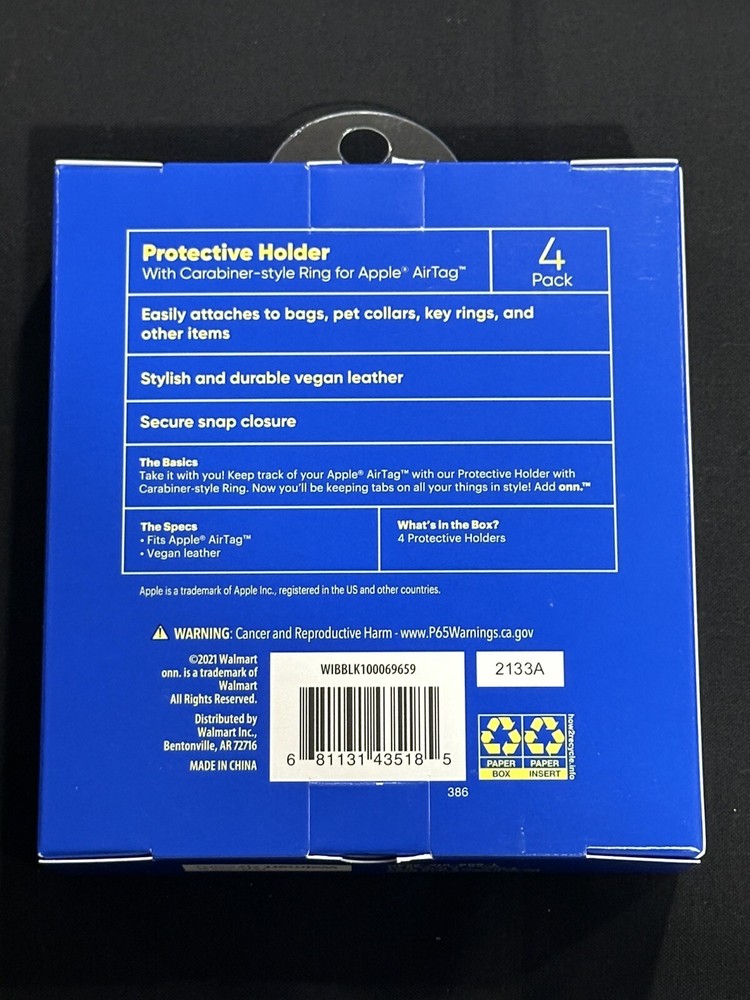 Protective Holder
With Carabiner-style Ring for Apple® AirTag™
4
Pack
Easily attaches to bags, pet collars, key rings, and
other items
Stylish and durable vegan leather
Secure snap closure
The Basics
Take it with you! Keep track of your Apple® AirTag™ with our Protective Holder with
Carabiner-style Ring. Now you'll be keeping tabs on all your things in style! Add onn.™
The Specs
• Fits Apple® AirTag™
• Vegan leather
What's in the Box?
4 Protective Holders
Apple is a trademark of Apple Inc., registered in the US and other countries.
WARNING: Cancer and Reproductive Harm - www.P65Warnings.ca.gov
©2021 Walmart
onn. is a trademark of
Walmart
All Rights Reserved.
Distributed by
Walmart Inc.,
Bentonville, AR 72716
MADE IN CHINA
WIBBLK100069659
6 81131 43518 5
2133A
PAPER
BOX
PAPER
INSERT
how2recycle.info
386